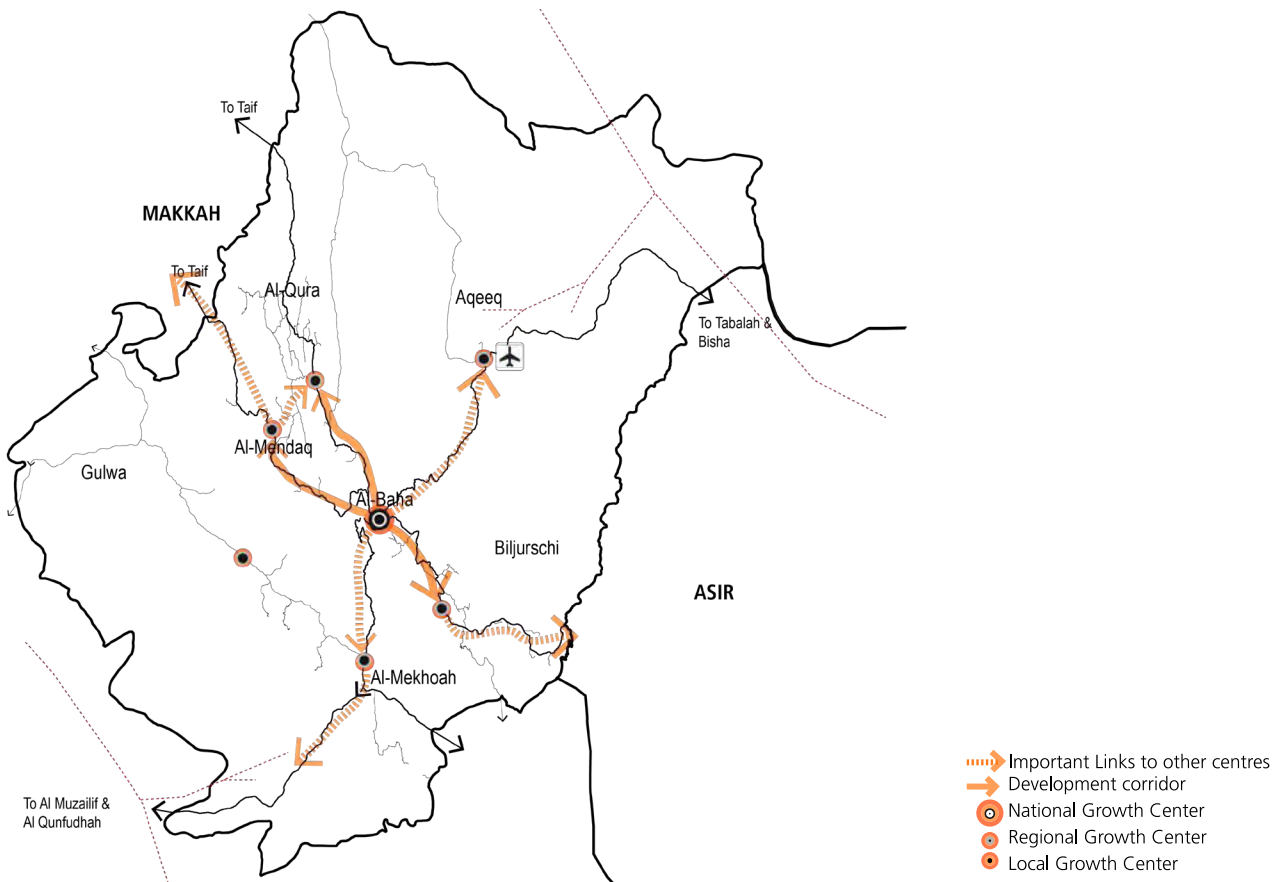 To Taif
MAKKAH
To Taif
Al-Qura
Aqeeq
To Tabalah &
Bisha
Al-Mendaq
Gulwa
Al-Baha
Biljurschi
ASIR
Al-Mekhoah
To Al Muzailif &
Al Qunfudhah
Important Links to other centres
Development corridor
National Growth Center
Regional Growth Center
Local Growth Center